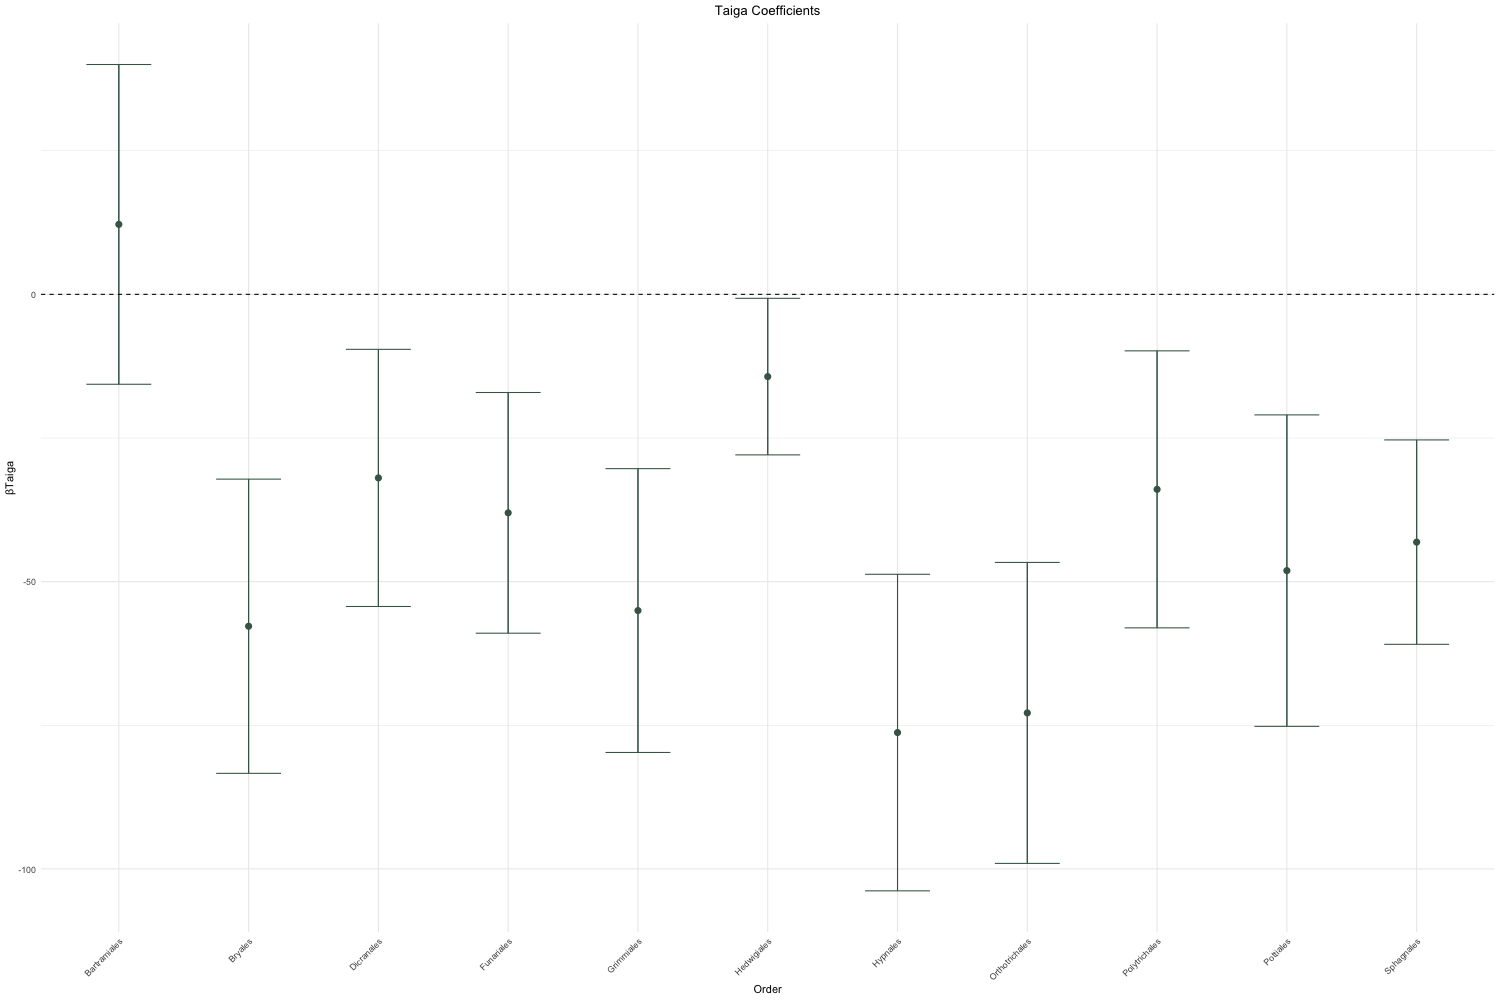 Taiga Coefficients
βTaiga
0
-50
-100
Bartramiales
Bryales
Dicranales
Funariales
Grimmiales
Hedwigiales
Hypnales
Orthotrichales
Polytrichales
Pottiales
Sphagnales
Order